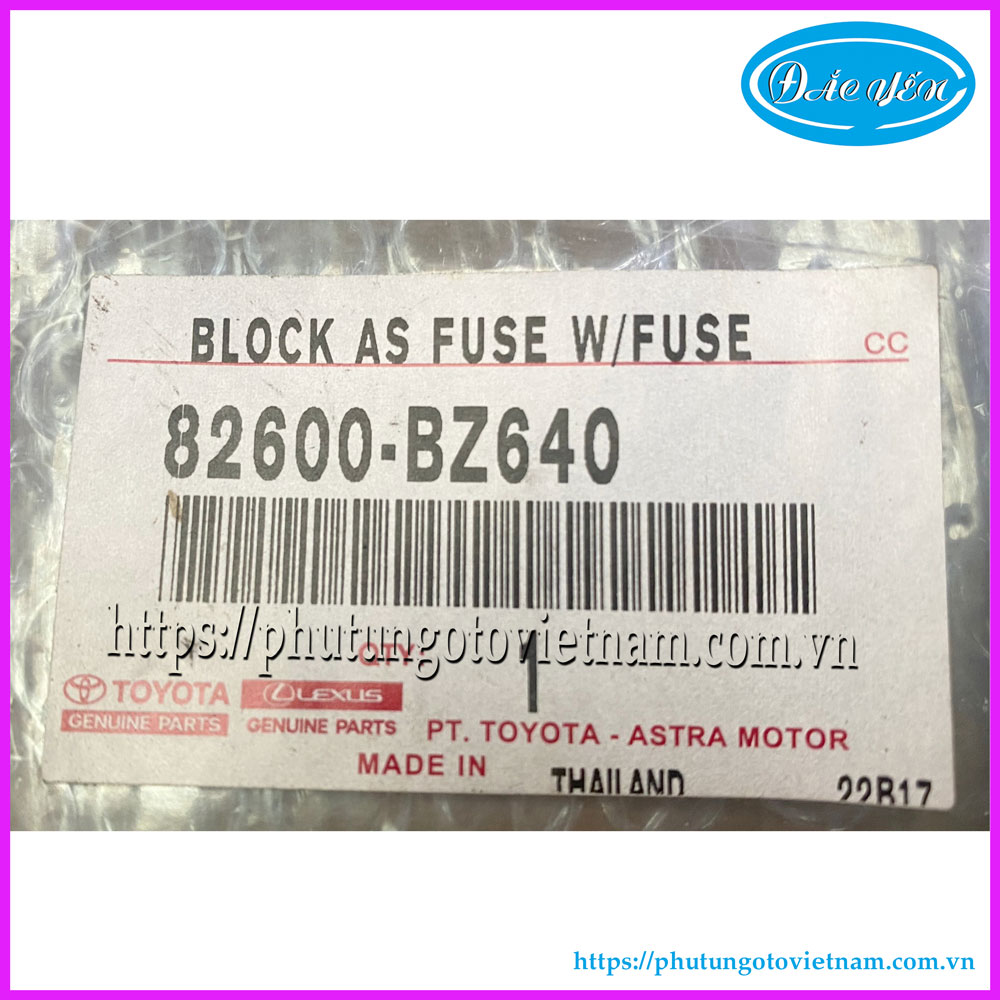 ĐẮC YẾN
BLOCK AS FUSE W/FUSE
CC
82600-BZ640
https://phutungotovietnam.com.vn
QTY 1
TOYOTA LEXUS
GENUINE PARTS GENUINE PARTS
PT. TOYOTA - ASTRA MOTOR
MADE IN THAILAND 22B17
https://phutungotovietnam.com.vn